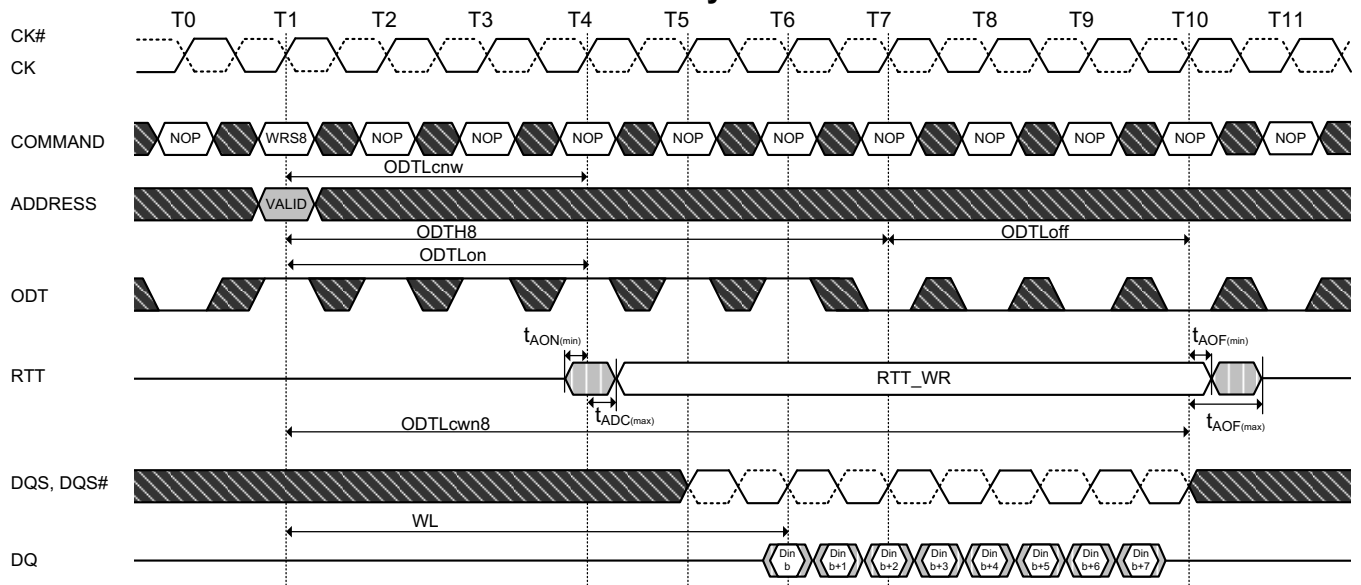 T0 T1 T2 T3 T4 T5 T6 T7 T8 T9 T10 T11
CK#
CK
COMMAND NOP WRS8 NOP NOP NOP NOP NOP NOP NOP NOP NOP NOP
ODTLcnw
ADDRESS VALID
ODTH8 ODTLoff
ODTLon
ODT
tAON(min) tAOF(min)
RTT RTT_WR
tADC(max) tAOF(max)
ODTLcwn8
DQS, DQS#
WL
DQ Din b Din b+1 Din b+2 Din b+3 Din b+4 Din b+5 Din b+6 Din b+7